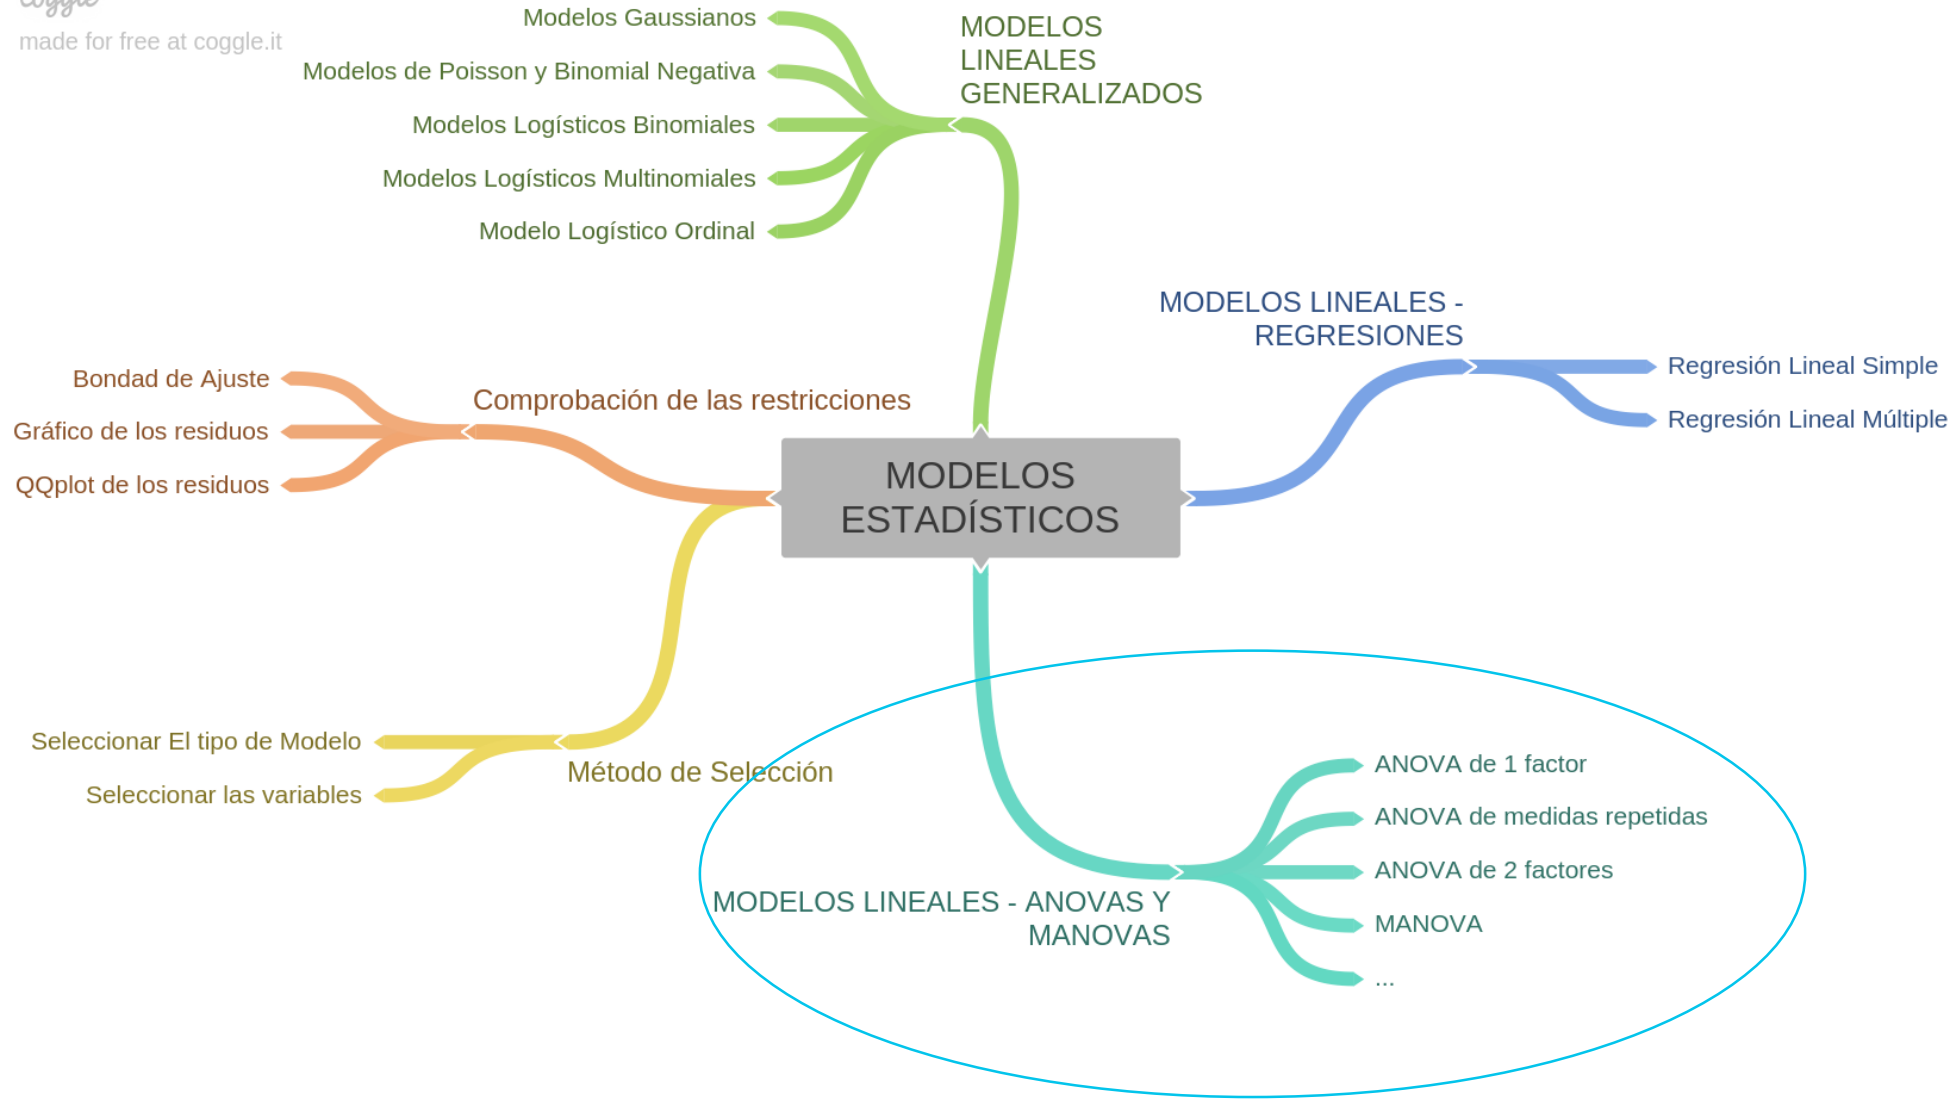 coggle
made for free at coggle.it
Modelos Gaussianos
Modelos de Poisson y Binomial Negativa
Modelos Logísticos Binomiales
Modelos Logísticos Multinomiales
Modelo Logístico Ordinal
MODELOS
LINEALES
GENERALIZADOS
MODELOS LINEALES -
REGRESIONES
Regresión Lineal Simple
Regresión Lineal Múltiple
Bondad de Ajuste
Gráfico de los residuos
QQplot de los residuos
Comprobación de las restricciones
MODELOS
ESTADÍSTICOS
Seleccionar El tipo de Modelo
Seleccionar las variables
Método de Selección
MODELOS LINEALES - ANOVAS Y
MANOVAS
ANOVA de 1 factor
ANOVA de medidas repetidas
ANOVA de 2 factores
MANOVA
...